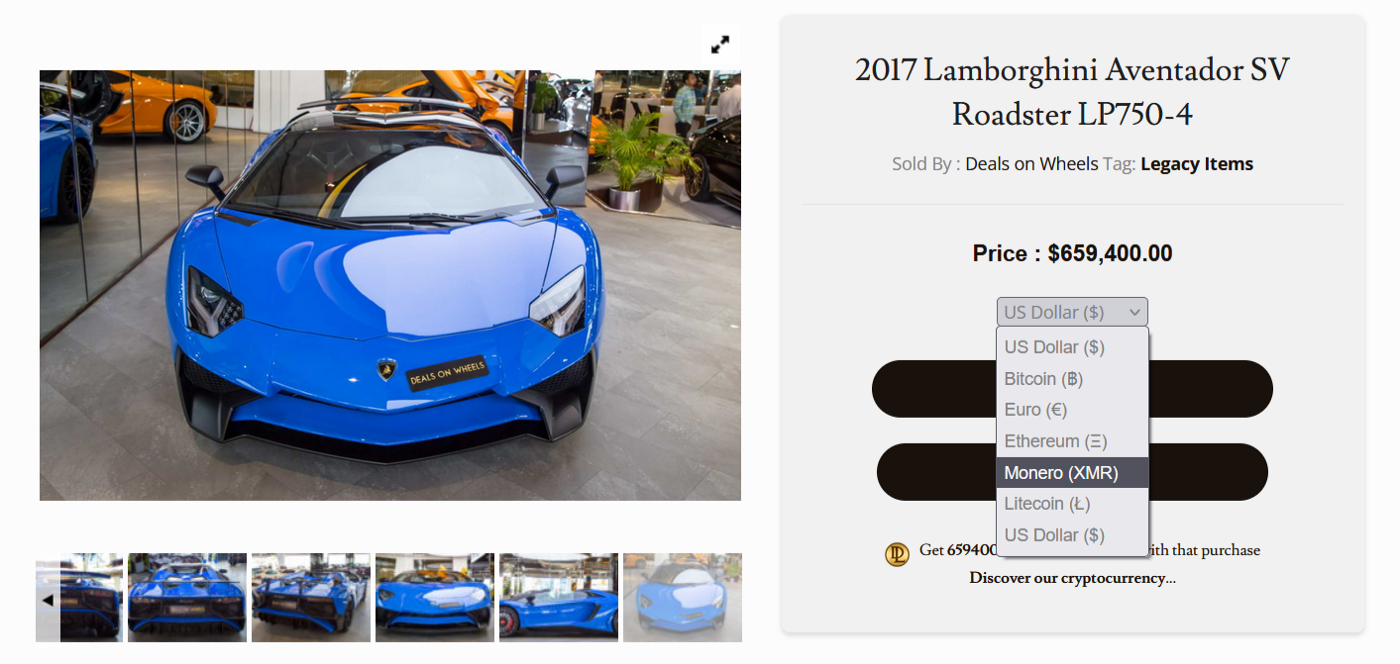 DEALS ON WHEELS
2017 Lamborghini Aventador SV
Roadster LP750-4
Sold By : Deals on Wheels Tag: Legacy Items
Price : $659,400.00
US Dollar ($)
US Dollar ($)
Bitcoin (฿)
Euro (€)
Ethereum (Ξ)
Monero (XMR)
Litecoin (Ł)
US Dollar ($)
Get 659400 with that purchase
Discover our cryptocurrency...